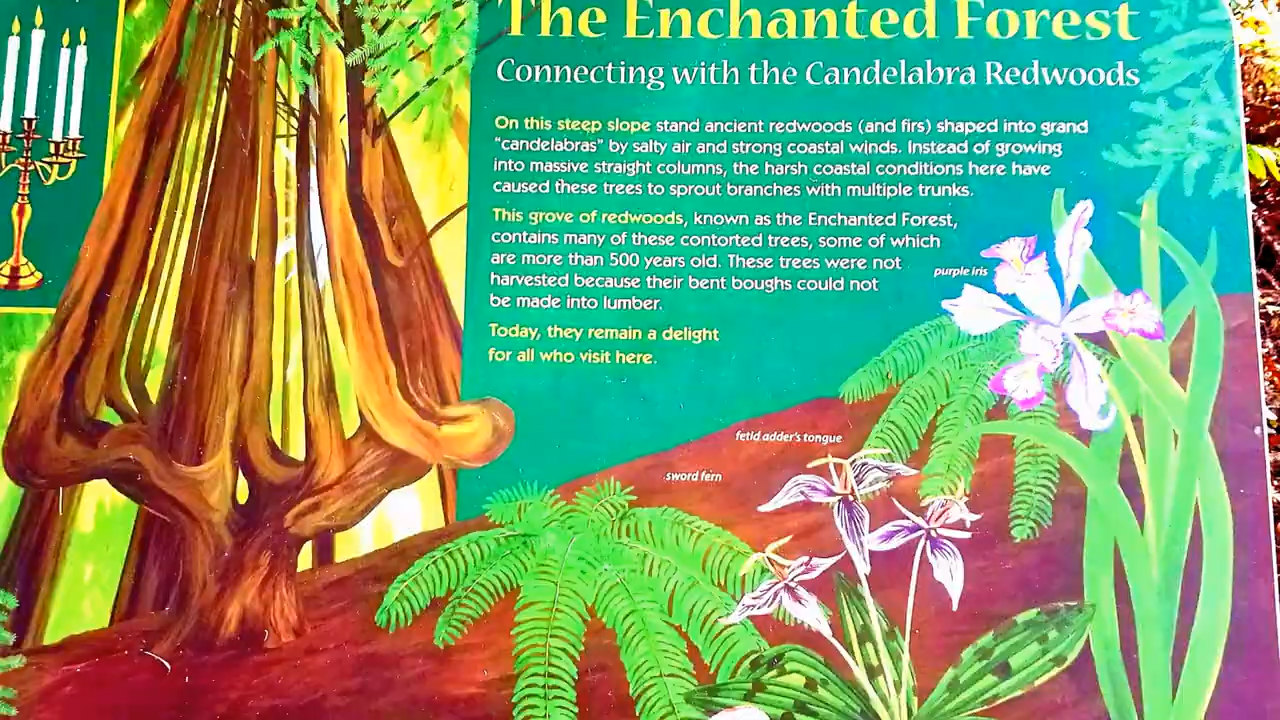 The Enchanted Forest
Connecting with the Candelabra Redwoods
On this steep slope stand ancient redwoods (and firs) shaped into grand
"candelabras" by salty air and strong coastal winds. Instead of growing
into massive straight columns, the harsh coastal conditions here have
caused these trees to sprout branches with multiple trunks.
This grove of redwoods, known as the Enchanted Forest,
contains many of these contorted trees, some of which
are more than 500 years old. These trees were not
harvested because their bent boughs could not
be made into lumber.
Today, they remain a delight
for all who visit here.
purple iris
fetid adder's tongue
sword fern